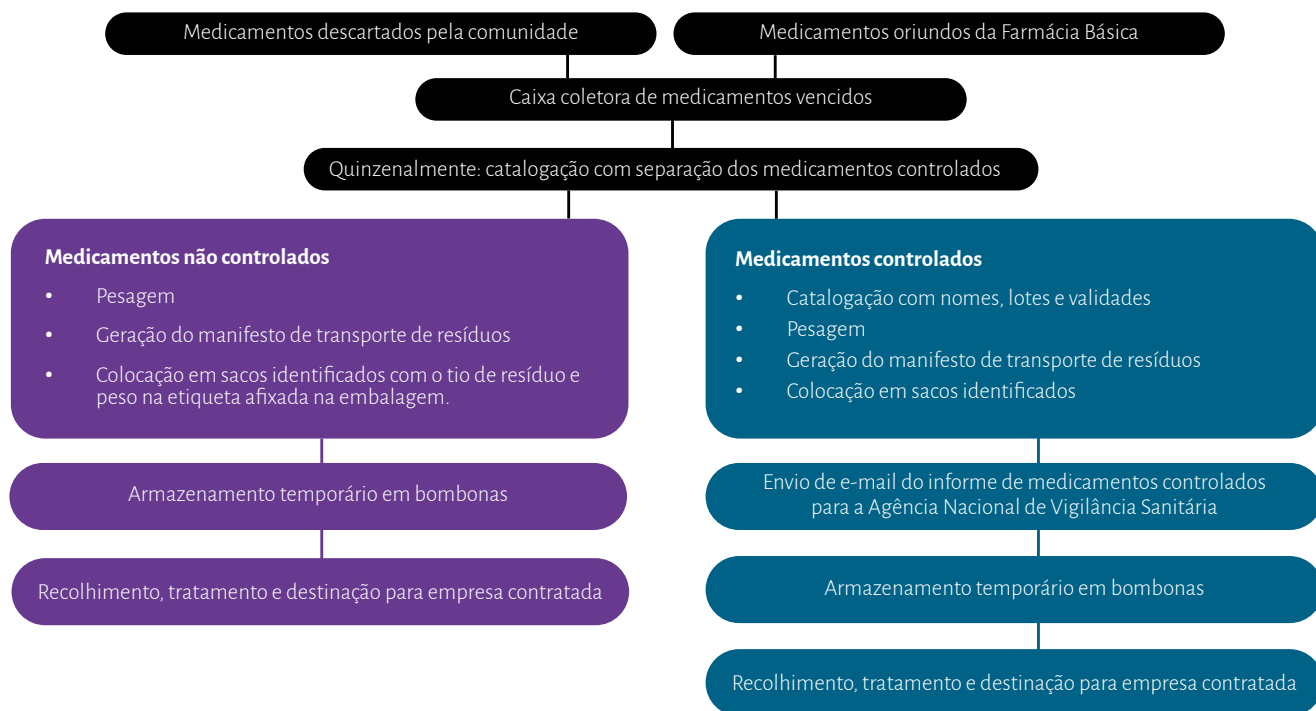 Medicamentos descartados pela comunidade
Medicamentos oriundos da Farmácia Básica
Caixa coletora de medicamentos vencidos
Quinzenalmente: catalogação com separação dos medicamentos controlados
Medicamentos não controlados
• Pesagem
• Geração do manifesto de transporte de resíduos
• Colocação em sacos identificados com o tio de resíduo e
peso na etiqueta afixada na embalagem.
Armazenamento temporário em bombonas
Recolhimento, tratamento e destinação para empresa contratada
Medicamentos controlados
• Catalogação com nomes, lotes e validades
• Pesagem
• Geração do manifesto de transporte de resíduos
• Colocação em sacos identificados
Envio de e-mail do informe de medicamentos controlados
para a Agência Nacional de Vigilância Sanitária
Armazenamento temporário em bombonas
Recolhimento, tratamento e destinação para empresa contratada